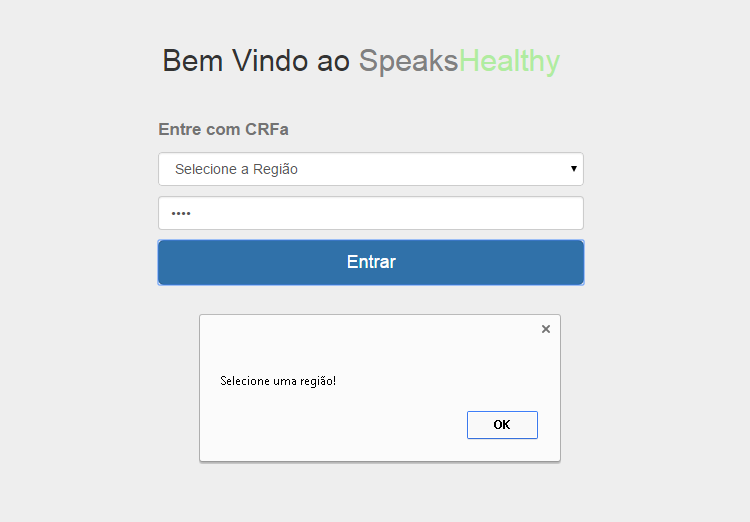 Bem Vindo ao SpeaksHealthy
Entre com CRFa
Selecione a Região
••••
Entrar
Selecione uma região!
OK